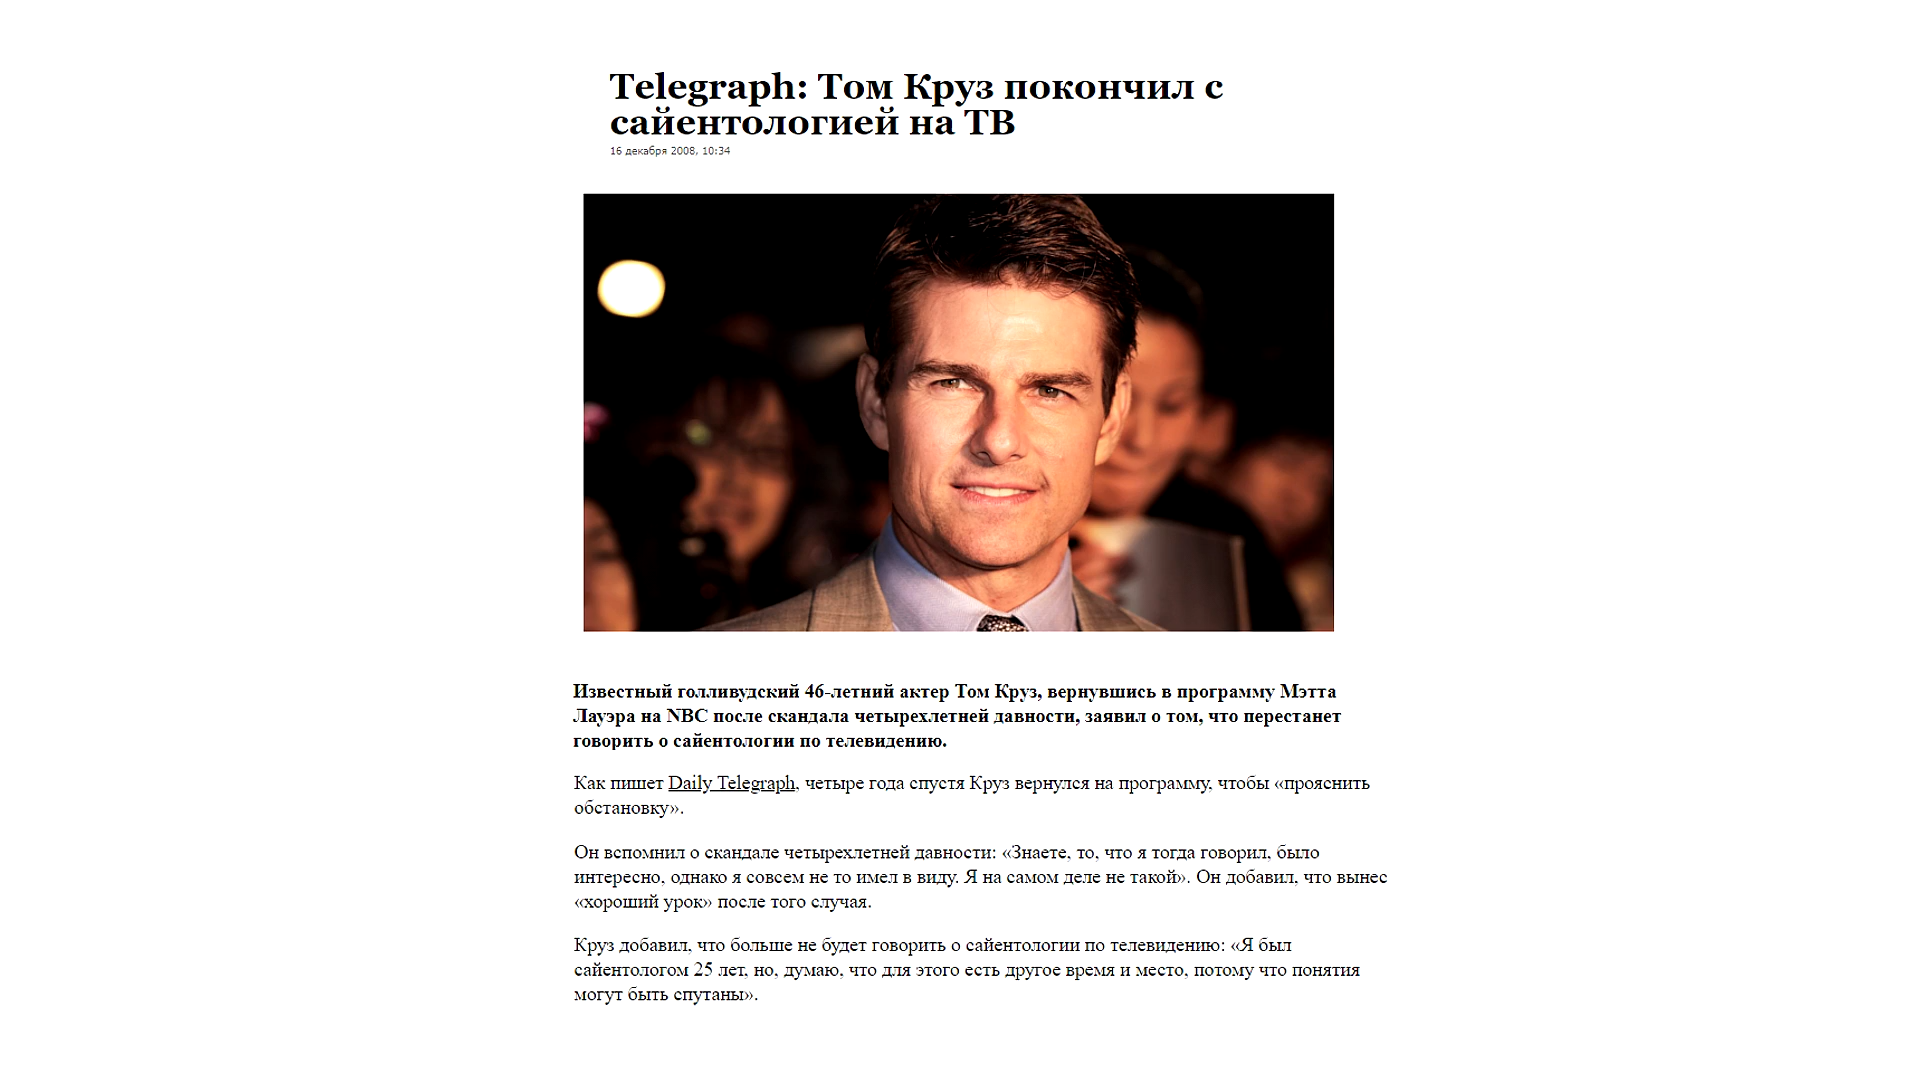 Telegraph: Том Круз покончил с
сайентологией на ТВ
16 декабря 2008, 10:34
Известный голливудский 46-летний актер Том Круз, вернувшись в программу Мэтта
Лауэра на NBC после скандала четырехлетней давности, заявил о том, что перестанет
говорить о сайентологии по телевидению.
Как пишет Daily Telegraph, четыре года спустя Круз вернулся на программу, чтобы «прояснить
обстановку».
Он вспомнил о скандале четырехлетней давности: «Знаете, то, что я тогда говорил, было
интересно, однако я совсем не то имел в виду. Я на самом деле не такой». Он добавил, что вынес
«хороший урок» после того случая.
Круз добавил, что больше не будет говорить о сайентологии по телевидению: «Я был
сайентологом 25 лет, но, думаю, что для этого есть другое время и место, потому что понятия
могут быть спутаны».